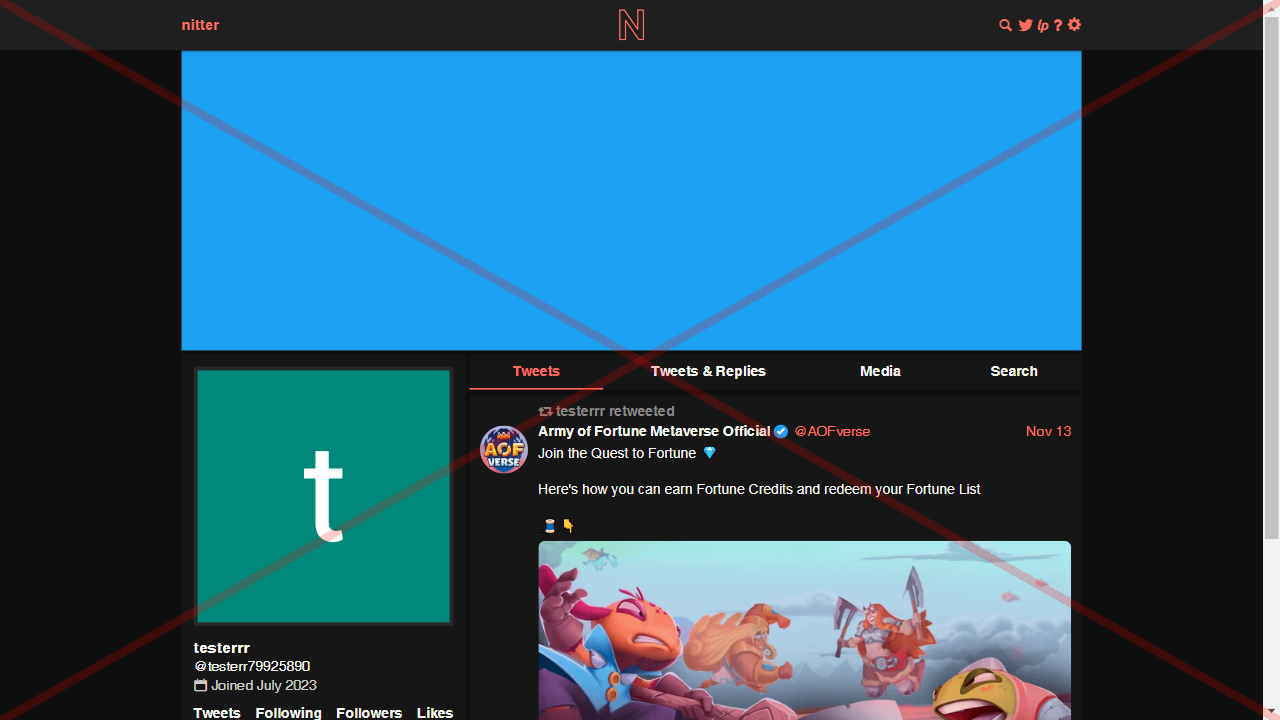 nitter
N
lp ?
Tweets
Tweets & Replies
Media
Search
testerrr retweeted
Army of Fortune Metaverse Official @AOFverse Nov 13
AOF
VERSE
Join the Quest to Fortune 💎
Here's how you can earn Fortune Credits and redeem your Fortune List
🧵👇
t
testerrr
@testerr79925890
Joined July 2023
Tweets Following Followers Likes